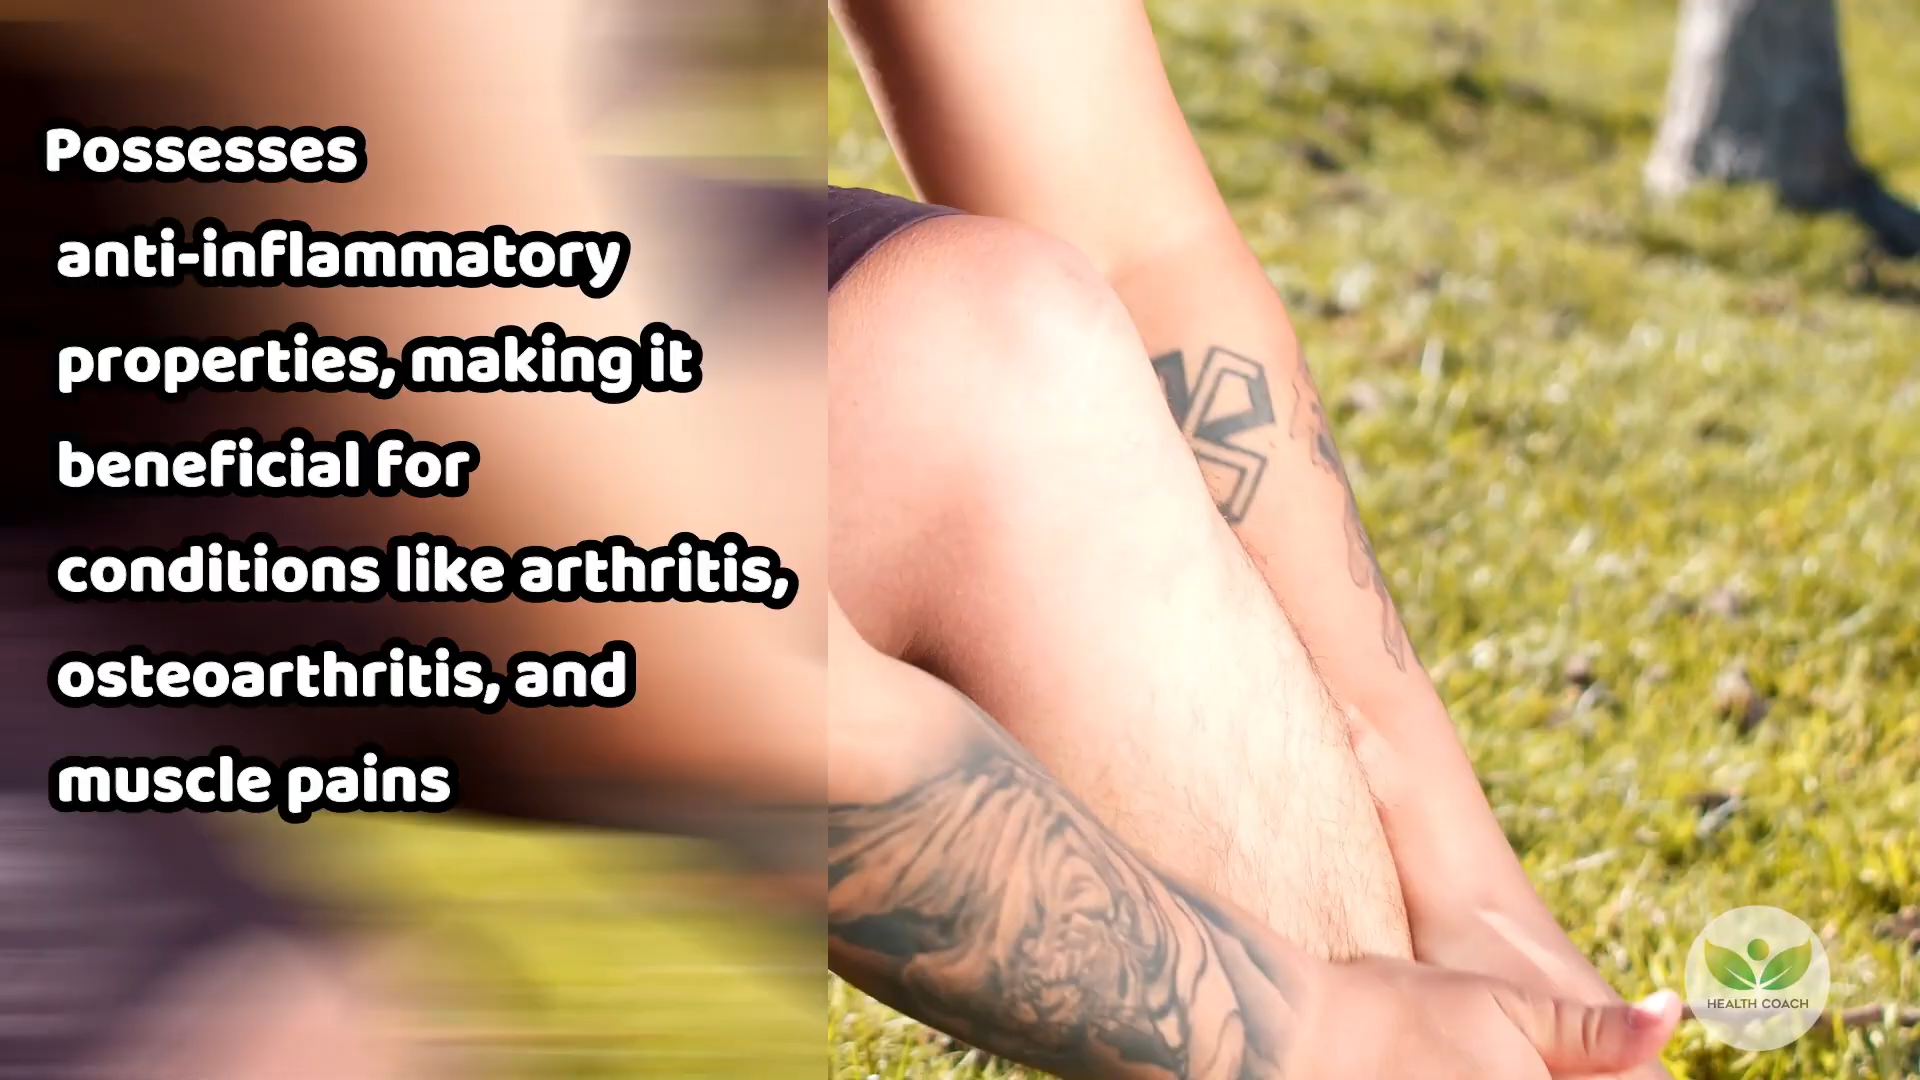 Possesses
anti-inflammatory
properties, making it
beneficial for
conditions like arthritis,
osteoarthritis, and
muscle pains
HEALTH COACH